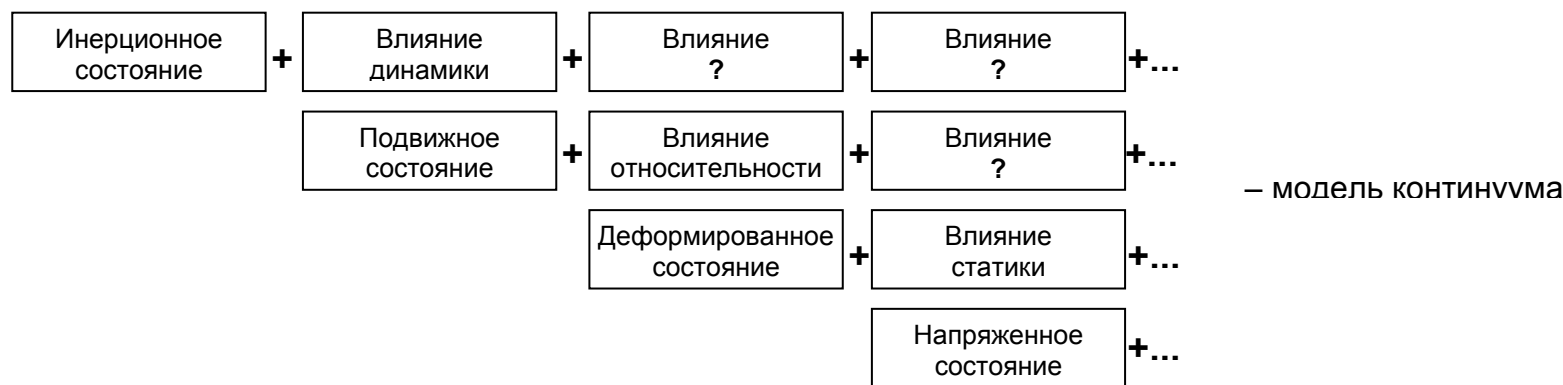 Инерционное состояние + Влияние динамики + Влияние ? + Влияние ? +...
Подвижное состояние + Влияние относительности + Влияние ? +...
– модель континуума
Деформированное состояние + Влияние статики +...
Напряженное состояние +...